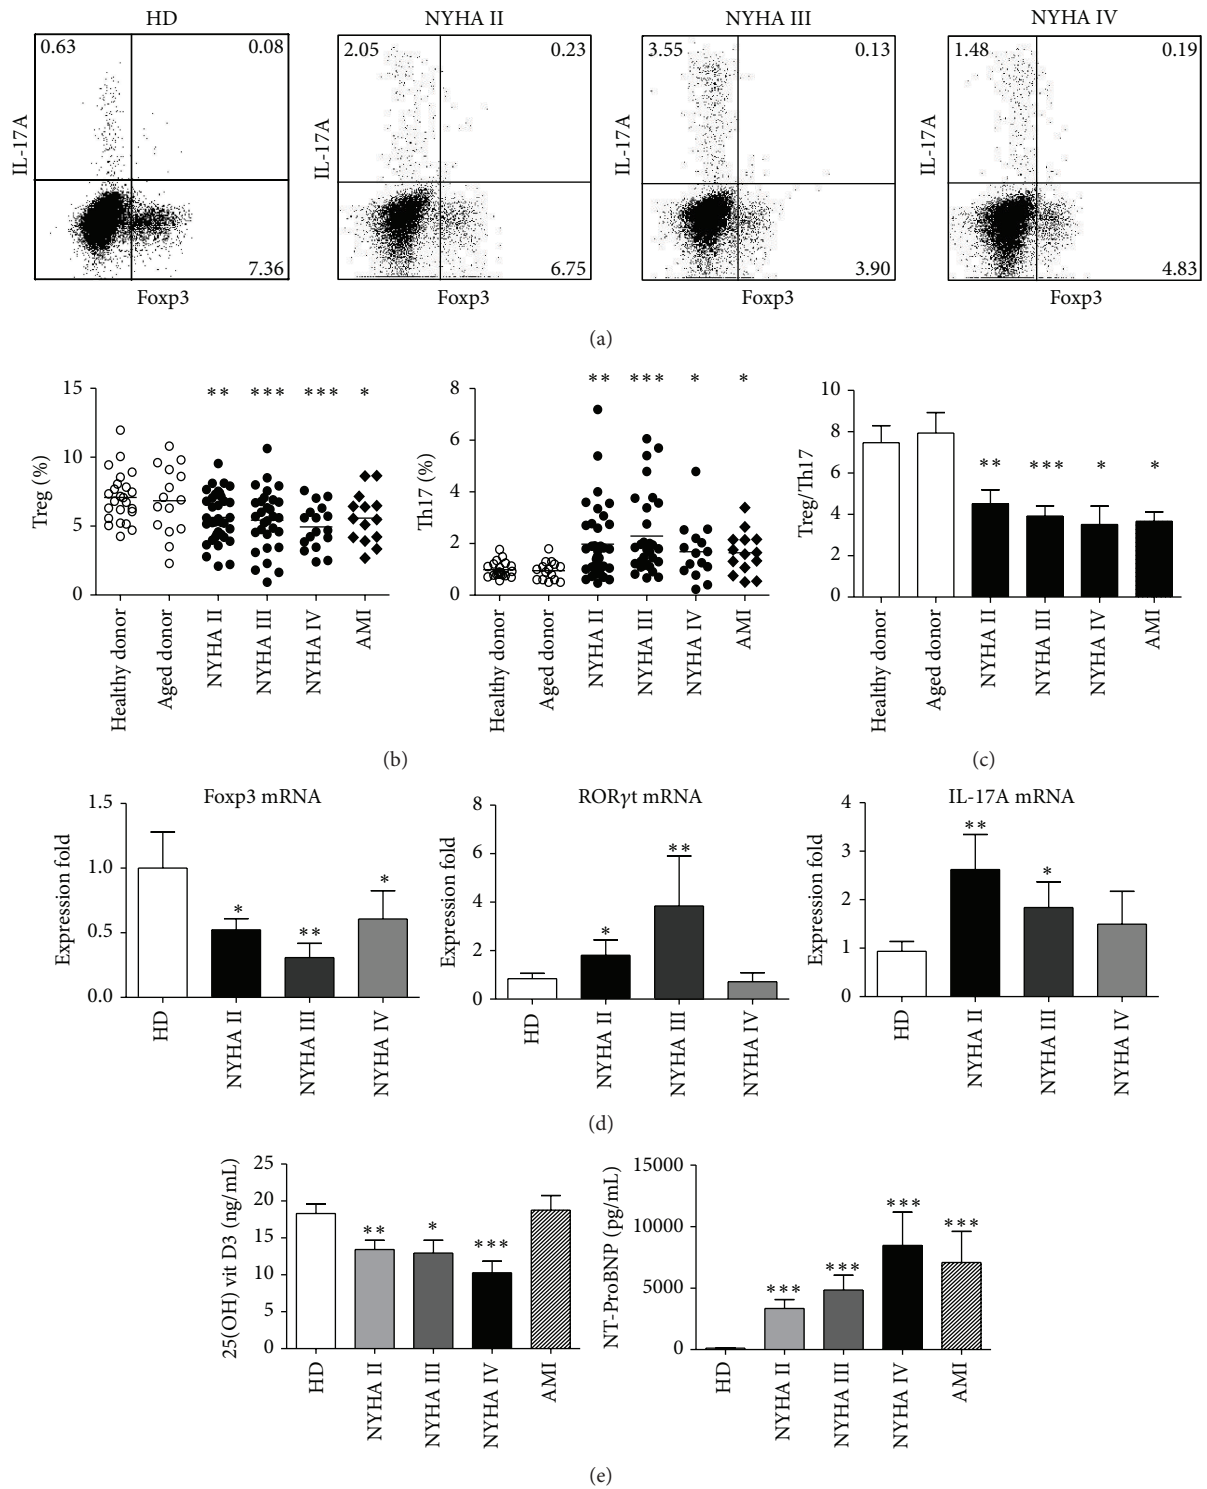 HD NYHA II NYHA III NYHA IV
0.63 0.08 2.05 0.23 3.55 0.13 1.48 0.19
IL-17A IL-17A IL-17A IL-17A
7.36 6.75 3.90 4.83
Foxp3 Foxp3 Foxp3 Foxp3
(a)
Treg (%)
15
10
5
0
** *** *** *
Healthy donor
Aged donor
NYHA II
NYHA III
NYHA IV
AMI
Th17 (%)
8
6
4
2
0
** *** * *
Healthy donor
Aged donor
NYHA II
NYHA III
NYHA IV
AMI
(b)
Treg/Th17
10
8
6
4
2
0
** *** * *
Healthy donor
Aged donor
NYHA II
NYHA III
NYHA IV
AMI
(c)
Foxp3 mRNA
Expression fold
1.5
1.0
0.5
0.0
* ** *
HD
NYHA II
NYHA III
NYHA IV
RORγt mRNA
Expression fold
8
6
4
2
0
* **
HD
NYHA II
NYHA III
NYHA IV
IL-17A mRNA
Expression fold
4
3
2
1
0
** *
HD
NYHA II
NYHA III
NYHA IV
(d)
25(OH) vit D3 (ng/mL)
25
20
15
10
5
0
** * ***
HD
NYHA II
NYHA III
NYHA IV
AMI
NT-ProBNP (pg/mL)
15000
10000
5000
0
*** *** *** ***
HD
NYHA II
NYHA III
NYHA IV
AMI
(e)